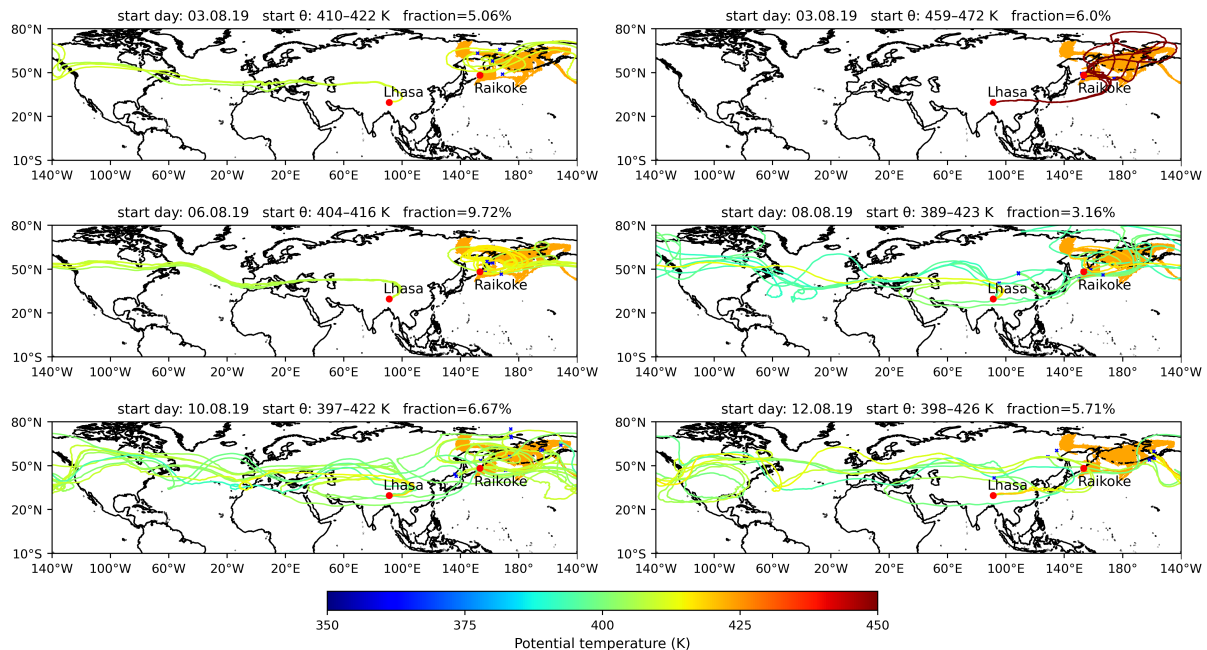 start day: 03.08.19 start θ: 410–422 K fraction=5.06%
80°N
50°N
20°N
10°S
Lhasa
Raikoke
140°W 100°W 60°W 20°W 20°E 60°E 100°E 140°E 180° 140°W
start day: 03.08.19 start θ: 459–472 K fraction=6.0%
80°N
50°N
20°N
10°S
Lhasa
Raikoke
140°W 100°W 60°W 20°W 20°E 60°E 100°E 140°E 180° 140°W
start day: 06.08.19 start θ: 404–416 K fraction=9.72%
80°N
50°N
20°N
10°S
Lhasa
Raikoke
140°W 100°W 60°W 20°W 20°E 60°E 100°E 140°E 180° 140°W
start day: 08.08.19 start θ: 389–423 K fraction=3.16%
80°N
50°N
20°N
10°S
Lhasa
Raikoke
140°W 100°W 60°W 20°W 20°E 60°E 100°E 140°E 180° 140°W
start day: 10.08.19 start θ: 397–422 K fraction=6.67%
80°N
50°N
20°N
10°S
Lhasa
Raikoke
140°W 100°W 60°W 20°W 20°E 60°E 100°E 140°E 180° 140°W
start day: 12.08.19 start θ: 398–426 K fraction=5.71%
80°N
50°N
20°N
10°S
Lhasa
Raikoke
140°W 100°W 60°W 20°W 20°E 60°E 100°E 140°E 180° 140°W
350 375 400 425 450
Potential temperature (K)